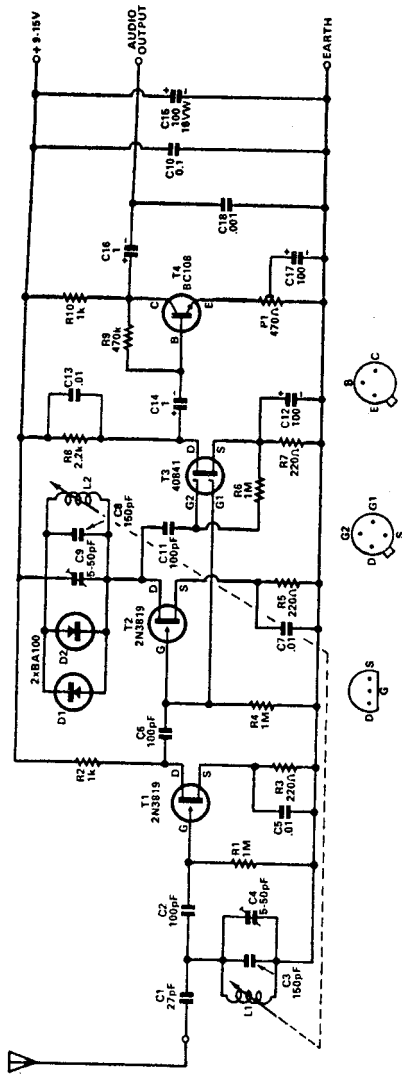 C1
27pF
L1
C3
150pF
C4
5-50pF
C2
100pF
R1
1M
T1
2N3819
G
D
S
C5
.01
R3
220Ω
R2
1k
C6
100pF
R4
1M
D1
D2
2xBA100
C9
5-50pF
C8
150pF
L2
T2
2N3819
G
D
S
C7
.01
R5
220Ω
C11
100pF
R8
2.2k
C13
.01
T3
40841
G2
G1
D
S
R6
1M
R7
220Ω
C12
100
+
-
C14
1
+
-
R9
470k
R10
1k
T4
BC108
B
C
E
P1
470Ω
C17
100
+
-
C16
1
+
-
C18
.001
C10
0.1
C15
100
16VW
+
-
+ 9-15V
AUDIO
OUTPUT
EARTH
D
G
S
G2
G1
D
S
B
E
C